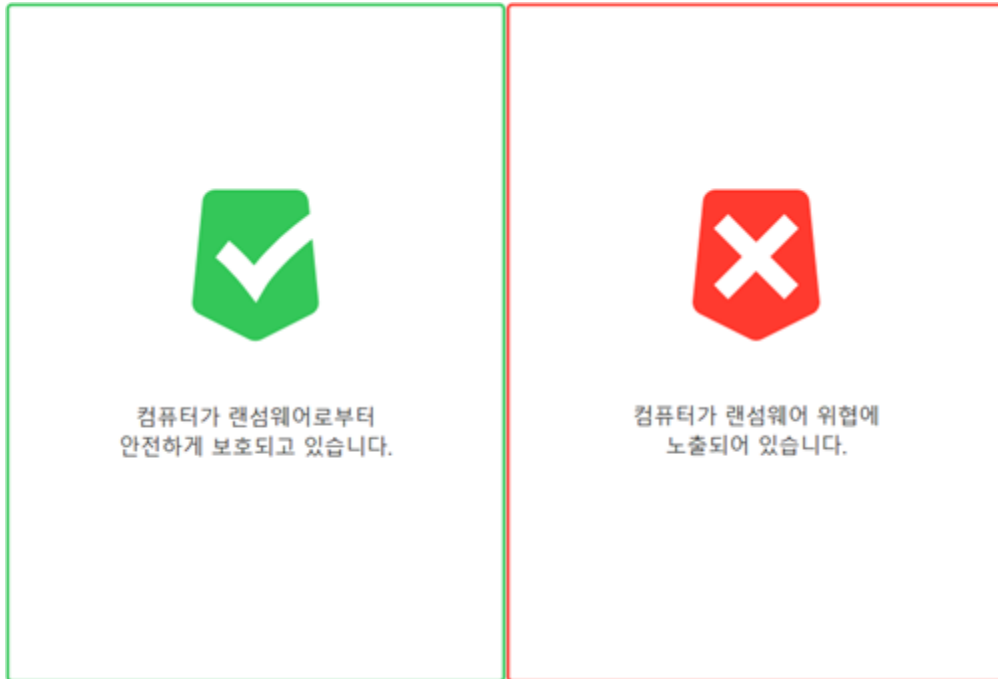 컴퓨터가 랜섬웨어로부터
안전하게 보호되고 있습니다.
컴퓨터가 랜섬웨어 위협에
노출되어 있습니다.